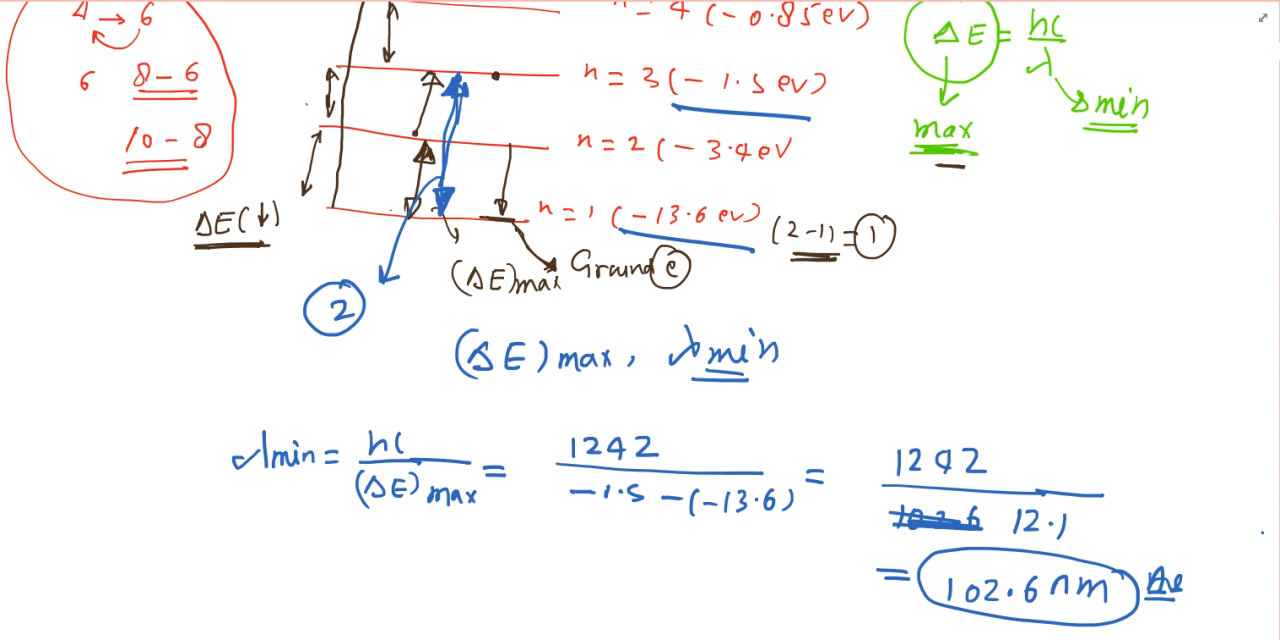 4 → 6
6 8 - 6
10 - 8
n = 4 (- 0.85 ev)
n = 3 (- 1.5 ev)
n = 2 (- 3.4 eV
n = 1 (- 13.6 ev)
(2-1) = 1
ΔE = hc/λ
max
min
ΔE(↓)
(ΔE)max Ground e
2
(ΔE)max, λmin
λmin = hc/(ΔE)max = 1242/-1.5 -(-13.6) = 1242/12.1
= 102.6 nm Ans